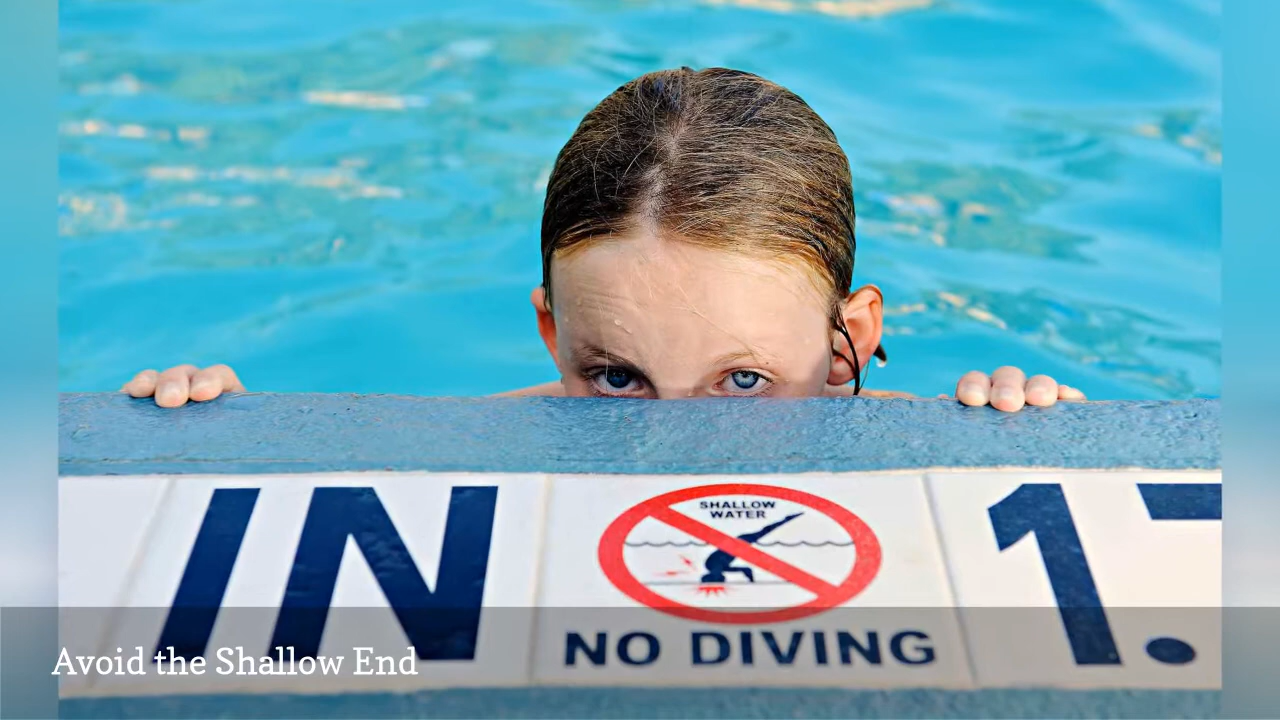 SHALLOW
WATER
IN
1.
NO DIVING
Avoid the Shallow End